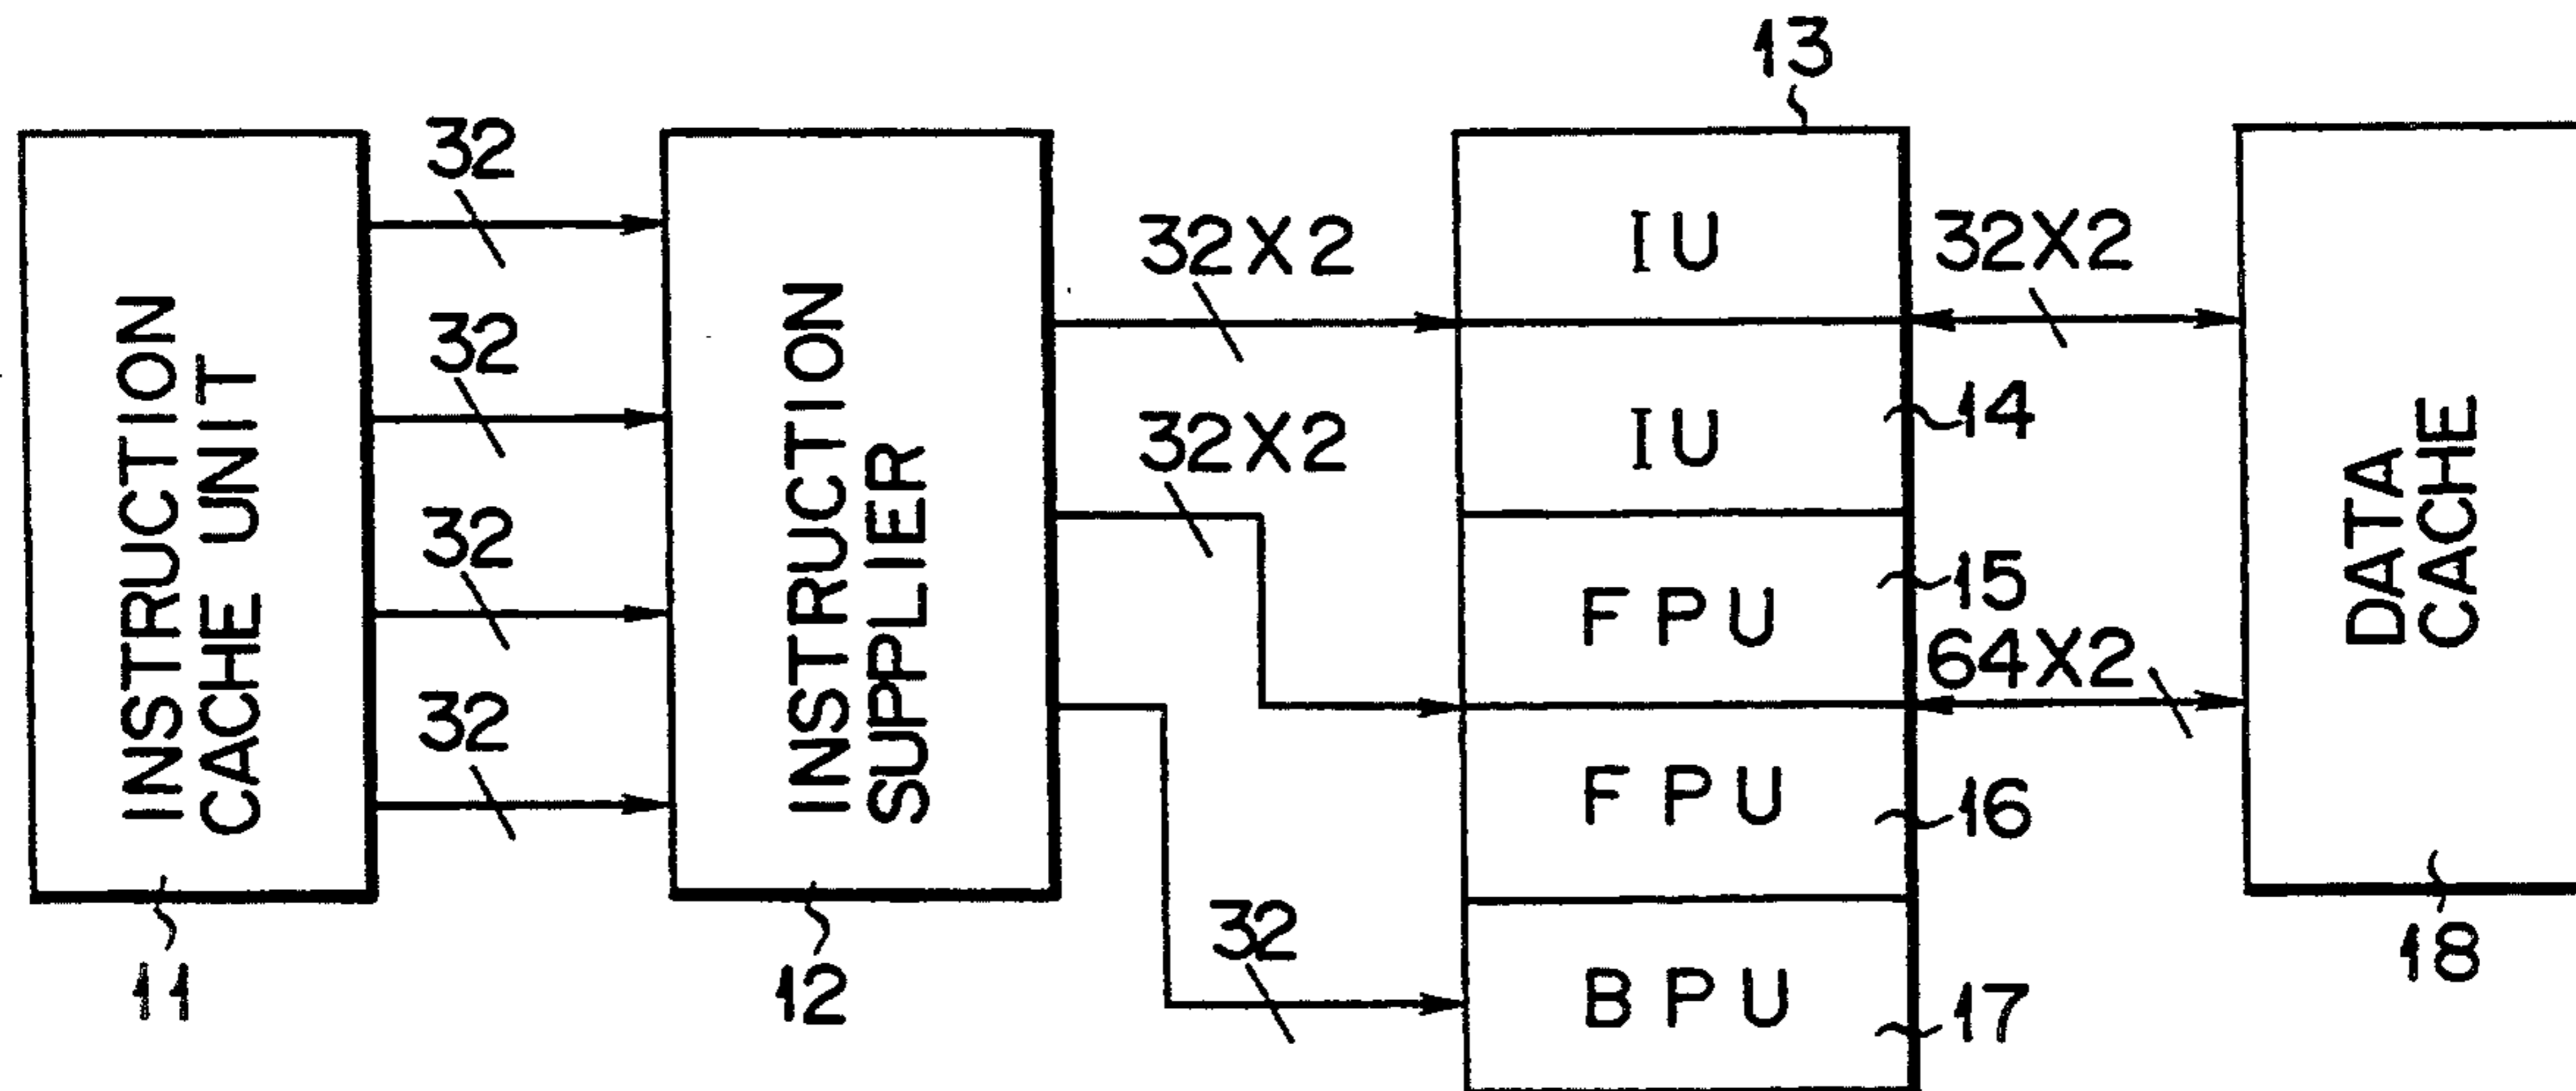 13
32
32
32
32
INSTRUCTION
CACHE UNIT
11
INSTRUCTION
SUPPLIER
12
32X2
32X2
32
IU
IU
14
FPU
15
FPU
16
BPU
17
32X2
64X2
DATA
CACHE
18